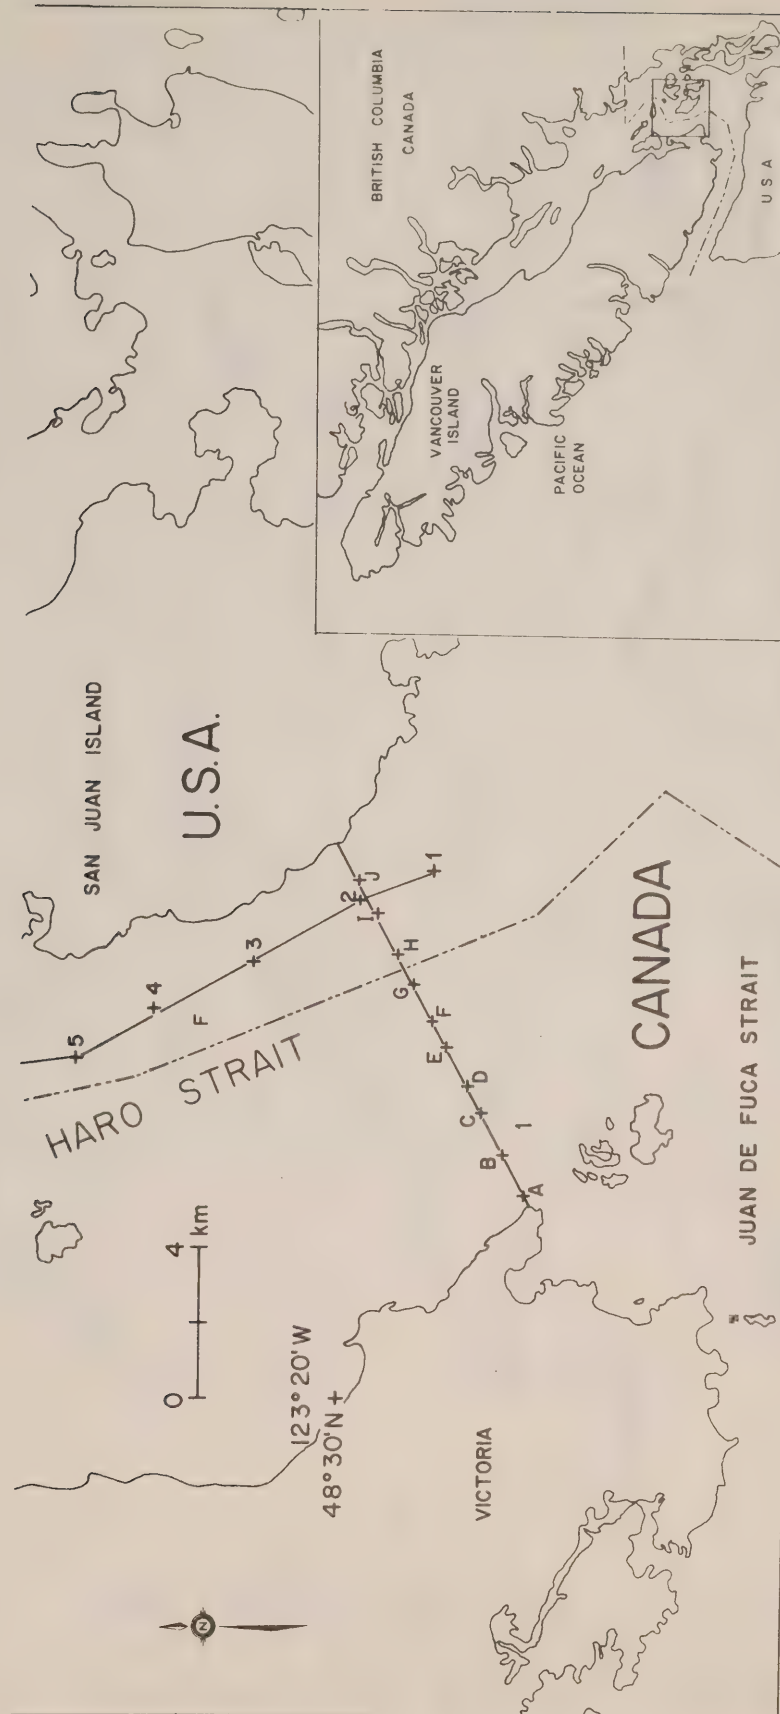 SAN JUAN ISLAND
U.S.A.
HARO STRAIT
5
4
F
3
2
1
J
I
H
G
F
E
D
C
B
1
A
0 4
km
123°20'W
48°30'N
N
VICTORIA
CANADA
JUAN DE FUCA STRAIT
BRITISH COLUMBIA
CANADA
VANCOUVER
ISLAND
PACIFIC
OCEAN
U S A